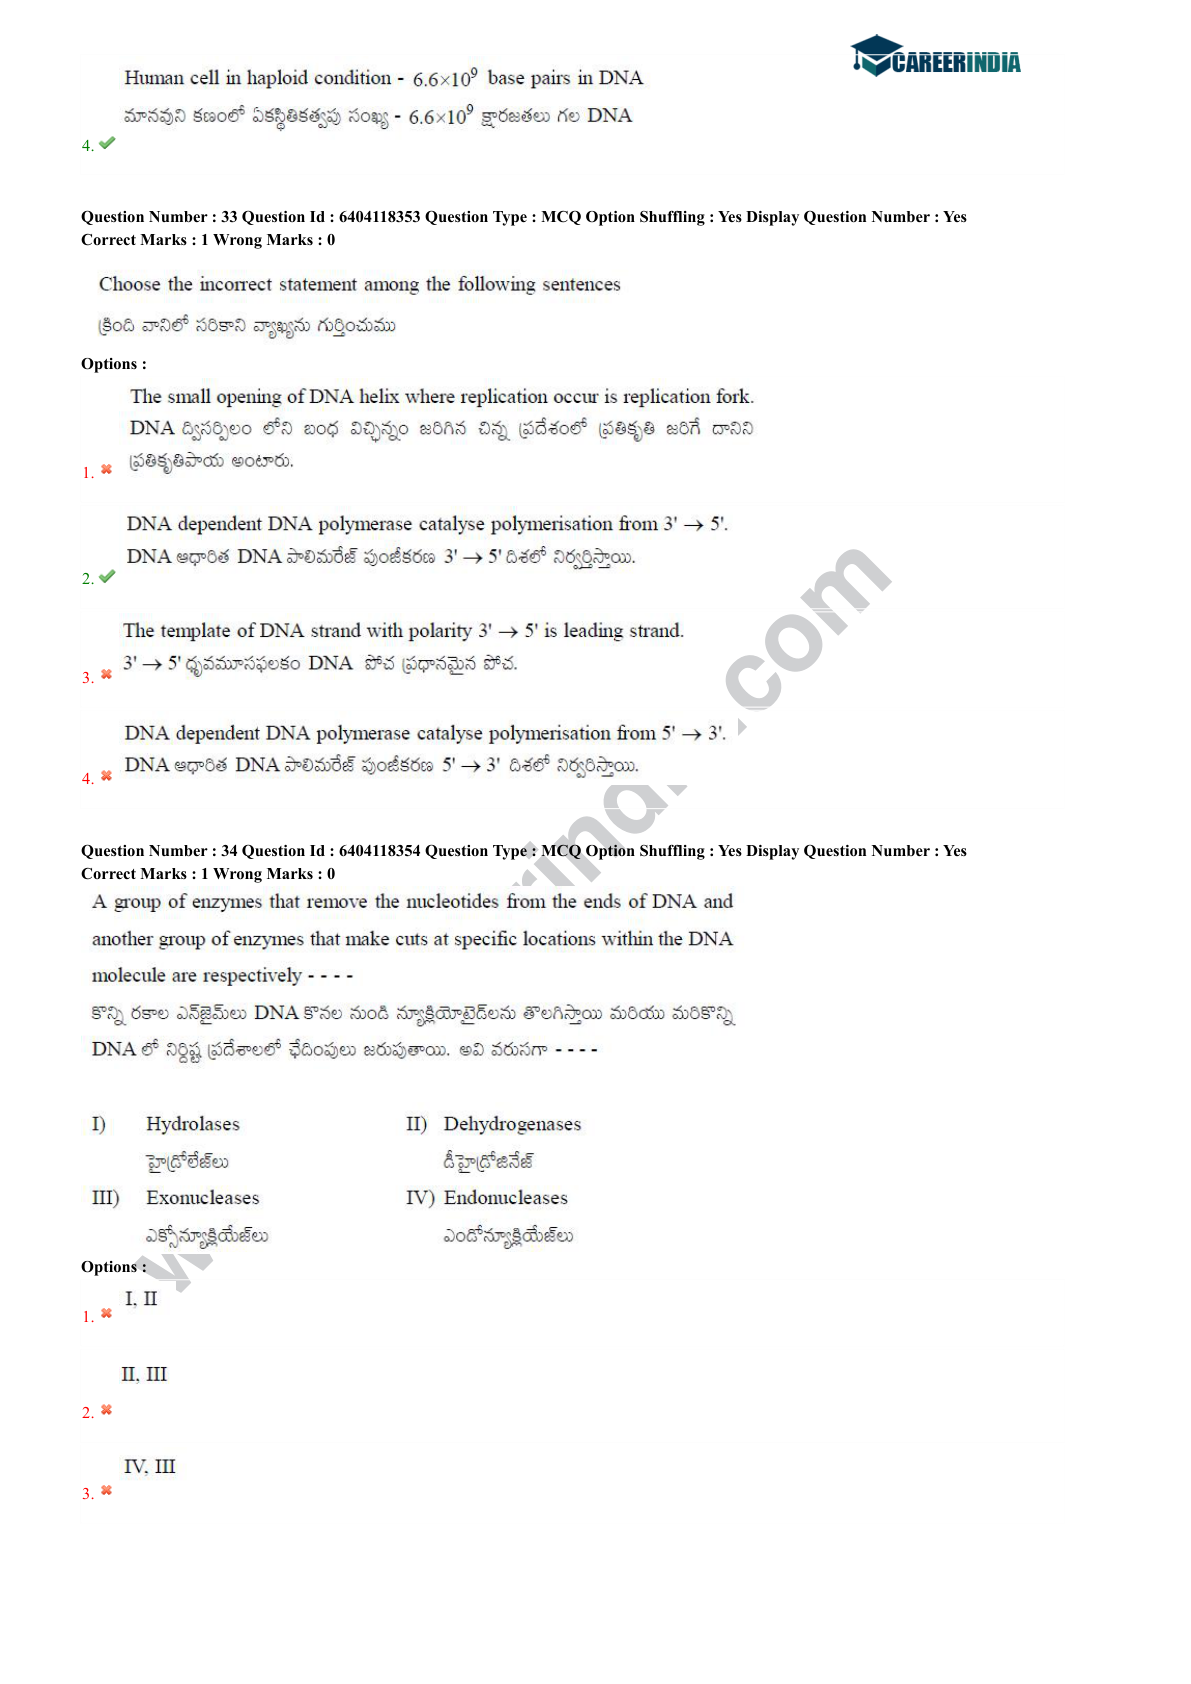 CAREERINDIA
Human cell in haploid condition - 6.6×10⁹ base pairs in DNA
మానవుని కణంలో ఏకస్థితికత్వపు సంఖ్య - 6.6×10⁹ క్షారజతలు గల DNA
4.
Question Number : 33 Question Id : 6404118353 Question Type : MCQ Option Shuffling : Yes Display Question Number : Yes
Correct Marks : 1 Wrong Marks : 0
Choose the incorrect statement among the following sentences
క్రింది వానిలో సరికాని వ్యాఖ్యను గుర్తించుము
Options :
The small opening of DNA helix where replication occur is replication fork.
DNA ద్విసర్పిలం లోని బంధ విచ్ఛిన్నం జరిగిన చిన్న ప్రదేశంలో ప్రతికృతి జరిగే దానిని
ప్రతికృతిపాయ అంటారు.
1.
DNA dependent DNA polymerase catalyse polymerisation from 3' → 5'.
DNA ఆధారిత DNA పాలిమరేజ్ పుంజీకరణ 3' → 5' దిశలో నిర్వర్తిస్తాయి.
2.
The template of DNA strand with polarity 3' → 5' is leading strand.
3' → 5' ధృవమూసఫలకం DNA పోచ ప్రధానమైన పోచ.
3.
DNA dependent DNA polymerase catalyse polymerisation from 5' → 3'.
DNA ఆధారిత DNA పాలిమరేజ్ పుంజీకరణ 5' → 3' దిశలో నిర్వరిస్తాయి.
4.
Question Number : 34 Question Id : 6404118354 Question Type : MCQ Option Shuffling : Yes Display Question Number : Yes
Correct Marks : 1 Wrong Marks : 0
A group of enzymes that remove the nucleotides from the ends of DNA and
another group of enzymes that make cuts at specific locations within the DNA
molecule are respectively - - - -
కొన్ని రకాల ఎన్‌జైమ్‌లు DNA కొనల నుండి న్యూక్లియోటైడ్‌లను తొలగిస్తాయి మరియు మరికొన్ని
DNA లో నిర్దిష్ట ప్రదేశాలలో ఛేదింపులు జరుపుతాయి. అవి వరుసగా - - - -
I) Hydrolases II) Dehydrogenases
హైడ్రోలేజ్‌లు డీహైడ్రోజినేజ్
III) Exonucleases IV) Endonucleases
ఎక్సోన్యూక్లియేజ్‌లు ఎండోన్యూక్లియేజ్‌లు
Options :
I, II
1.
II, III
2.
IV, III
3.